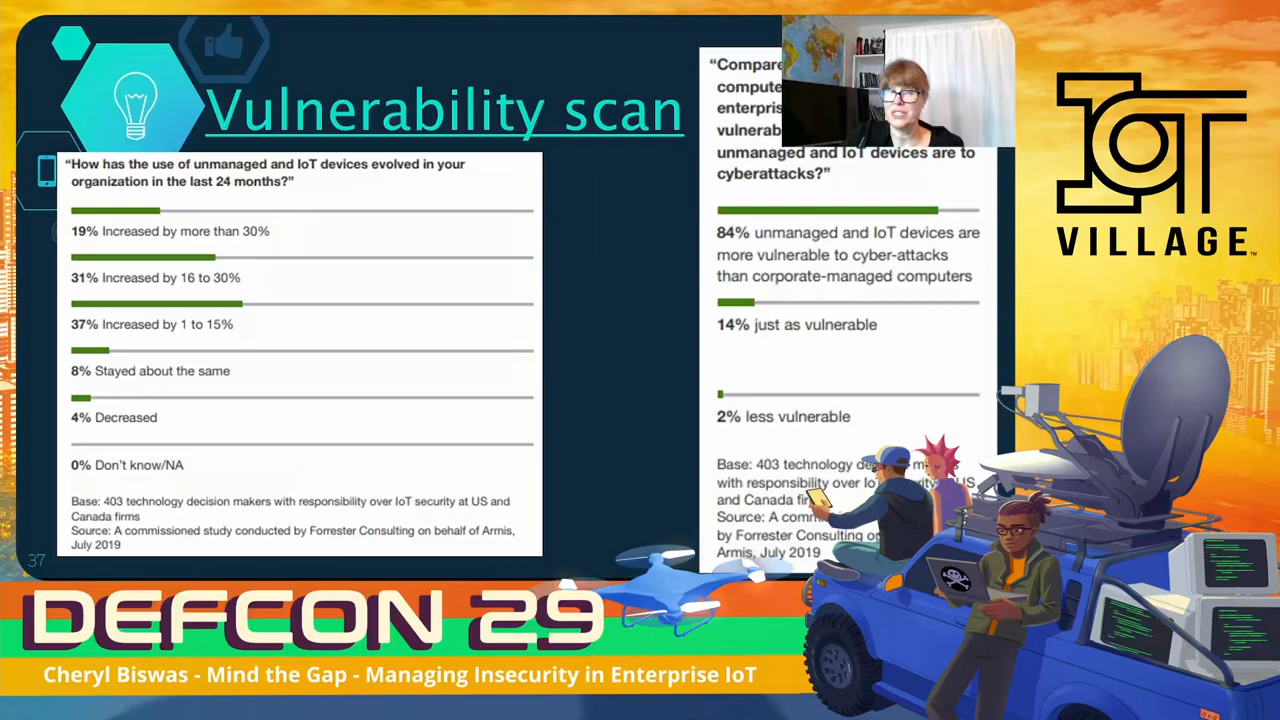 Vulnerability scan
"How has the use of unmanaged and IoT devices evolved in your
organization in the last 24 months?"
19% Increased by more than 30%
31% Increased by 16 to 30%
37% Increased by 1 to 15%
8% Stayed about the same
4% Decreased
0% Don't know/NA
Base: 403 technology decision makers with responsibility over IoT security at US and
Canada firms
Source: A commissioned study conducted by Forrester Consulting on behalf of Armis,
July 2019
37
"Compare
compute
enterpris
vulnerab
unmanaged and IoT devices are to
cyberattacks?"
84% unmanaged and IoT devices are
more vulnerable to cyber-attacks
than corporate-managed computers
14% just as vulnerable
2% less vulnerable
Base: 403 technology de
with responsibility over Io US
and Canada fir
Source: A comm
by Forrester Consulting o
Armis, July 2019
IOT
VILLAGE™
DEFCON 29
Cheryl Biswas - Mind the Gap - Managing Insecurity in Enterprise IoT